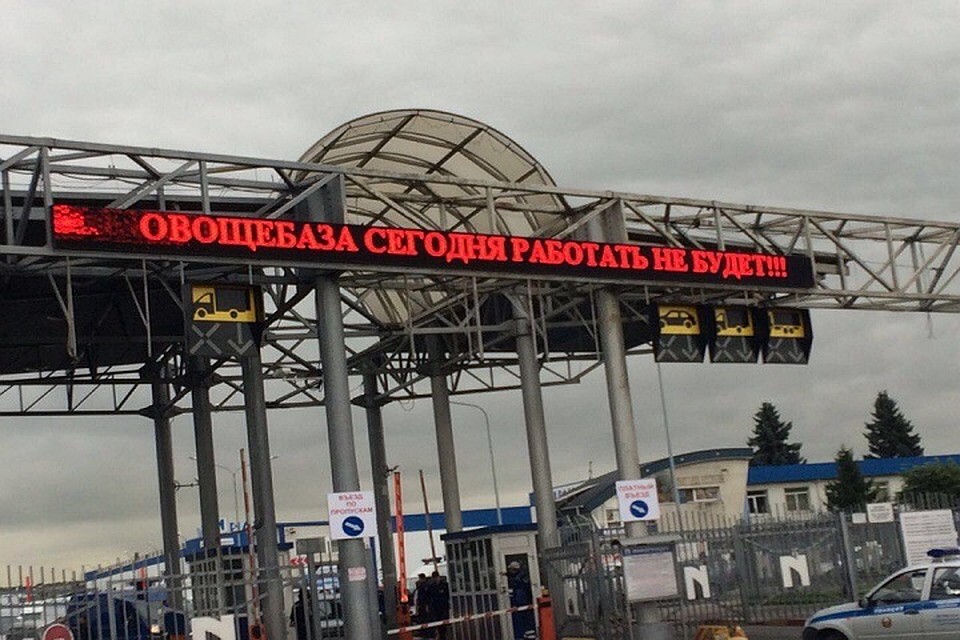 ОВОЩЕБАЗА СЕГОДНЯ РАБОТАТЬ НЕ БУДЕТ!!!
ВЪЕЗД
ПО
ПРОПУСКАМ
ПЛАТНЫЙ
ВЪЕЗД